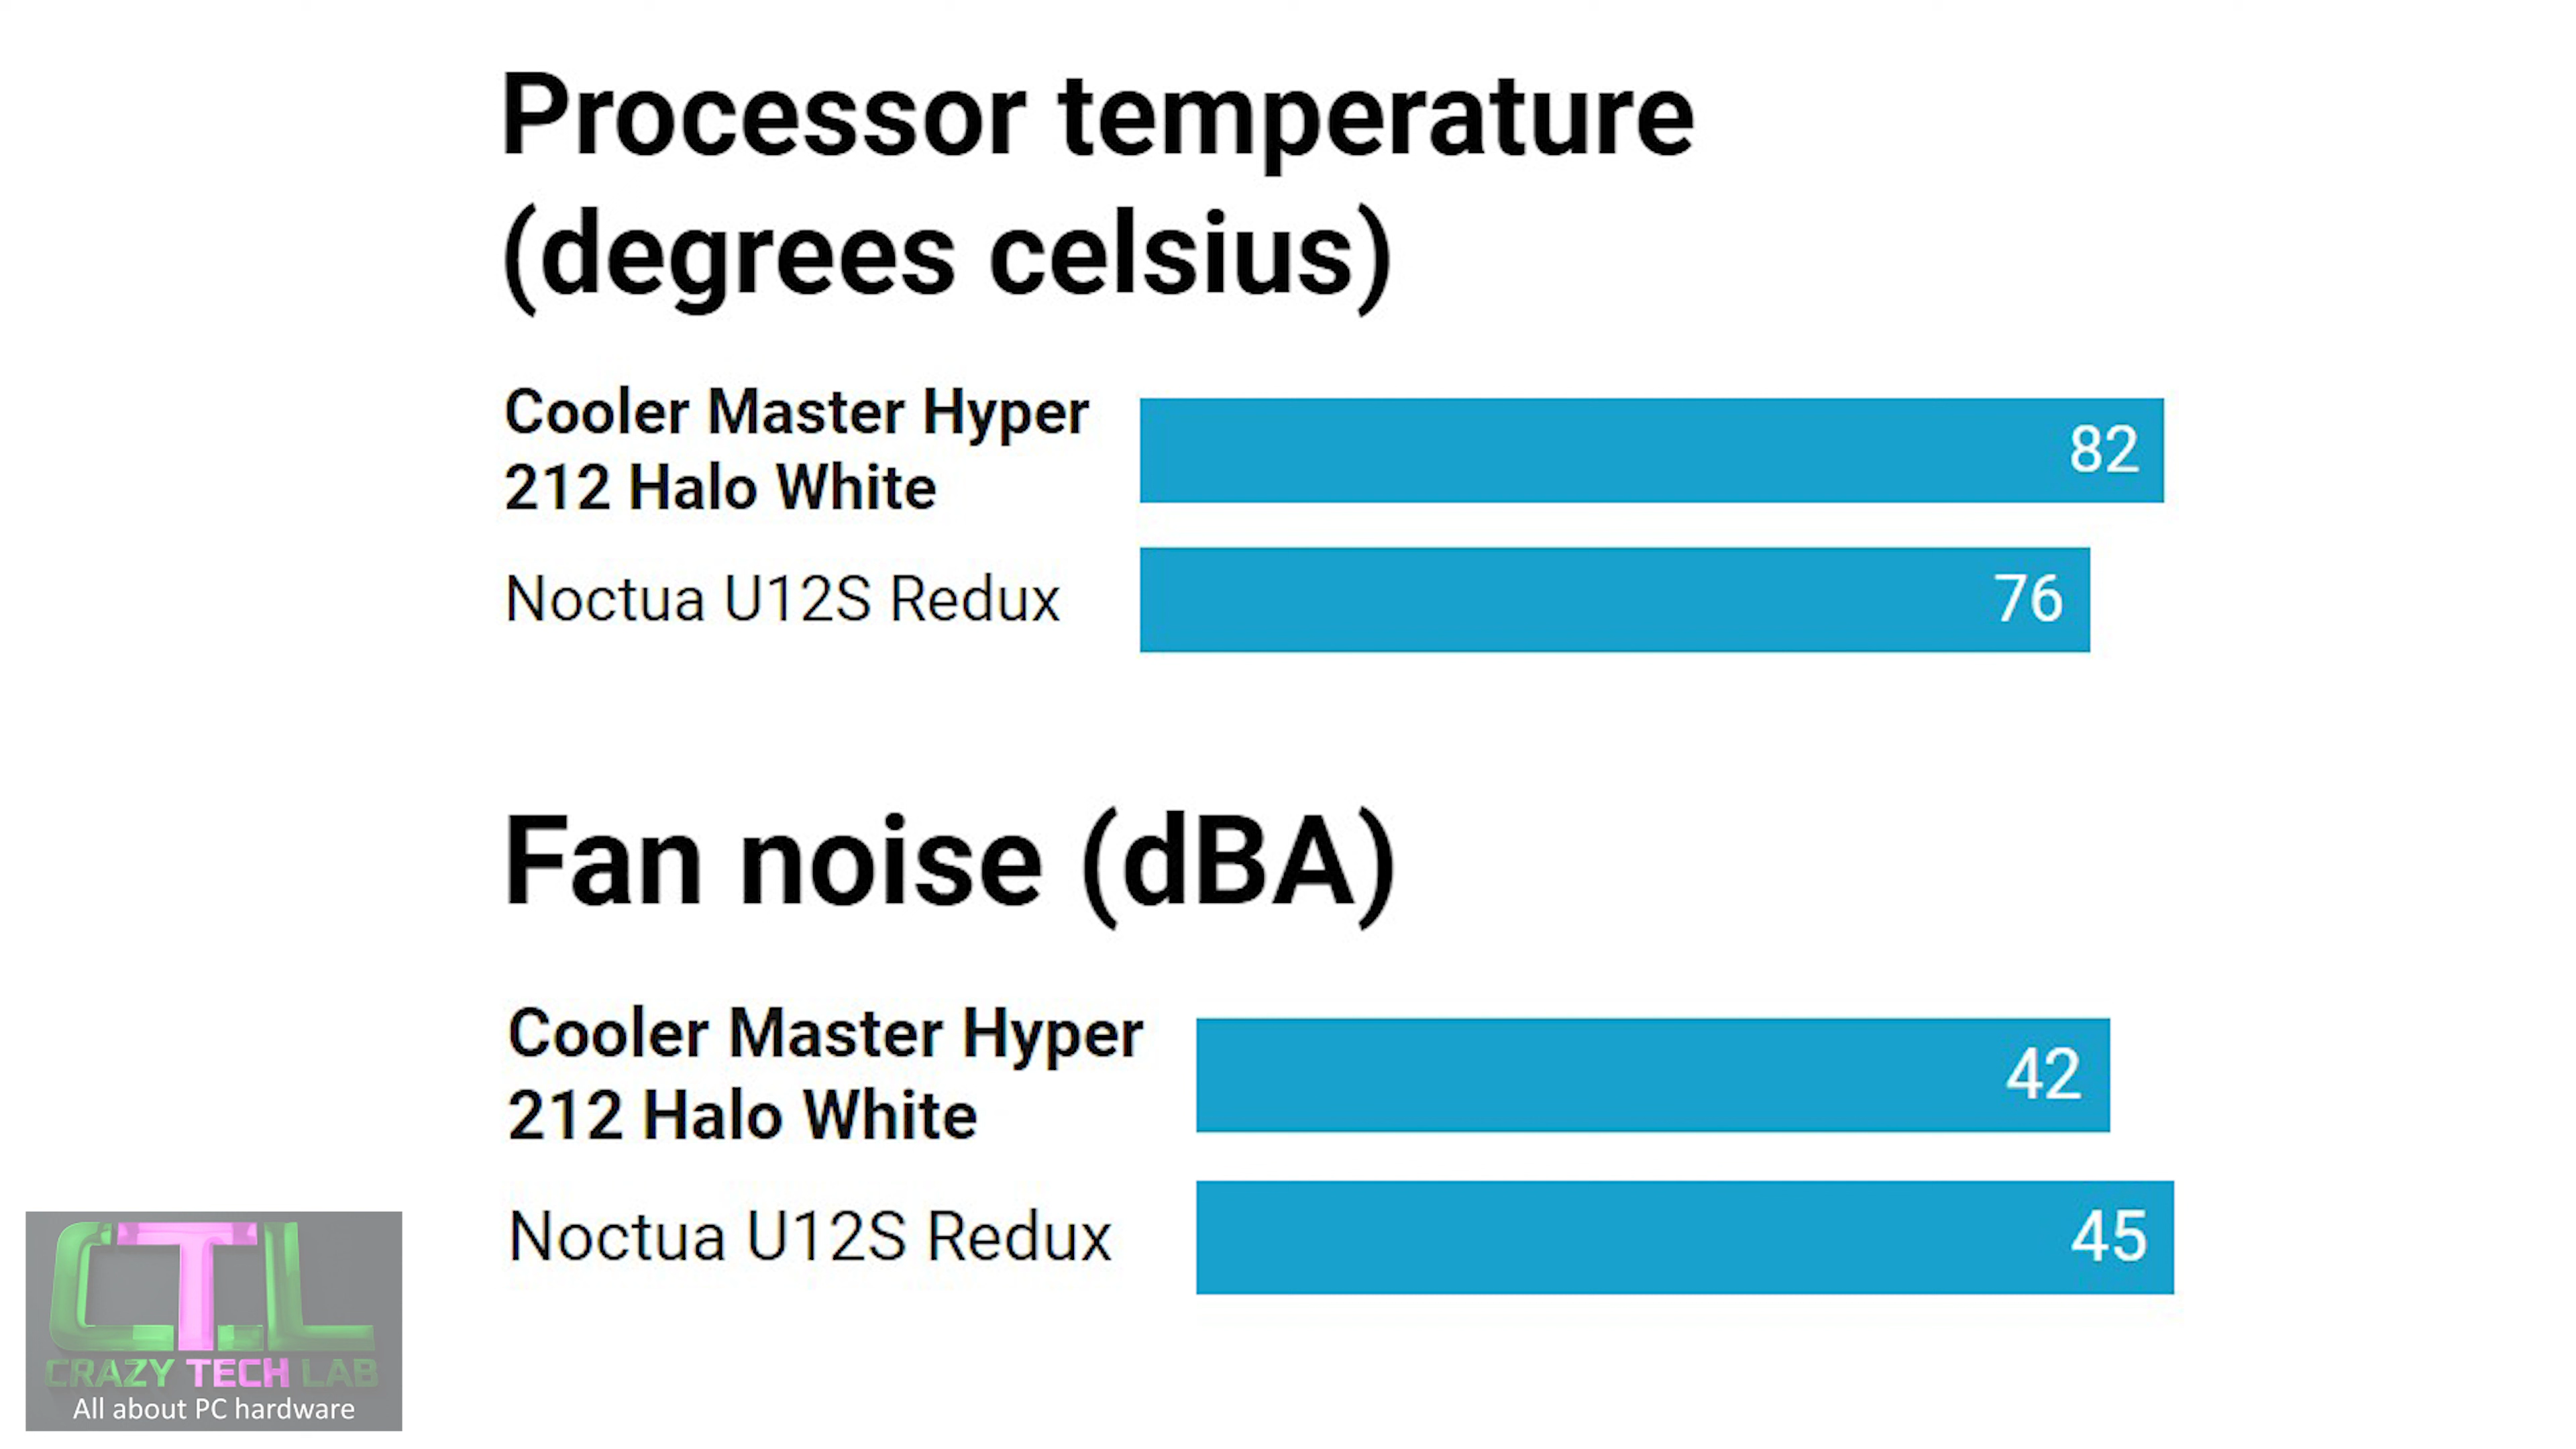 Processor temperature
(degrees celsius)
Cooler Master Hyper
212 Halo White
82
Noctua U12S Redux
76
Fan noise (dBA)
Cooler Master Hyper
212 Halo White
42
Noctua U12S Redux
45
CTL
CRAZY TECH LAB
All about PC hardware